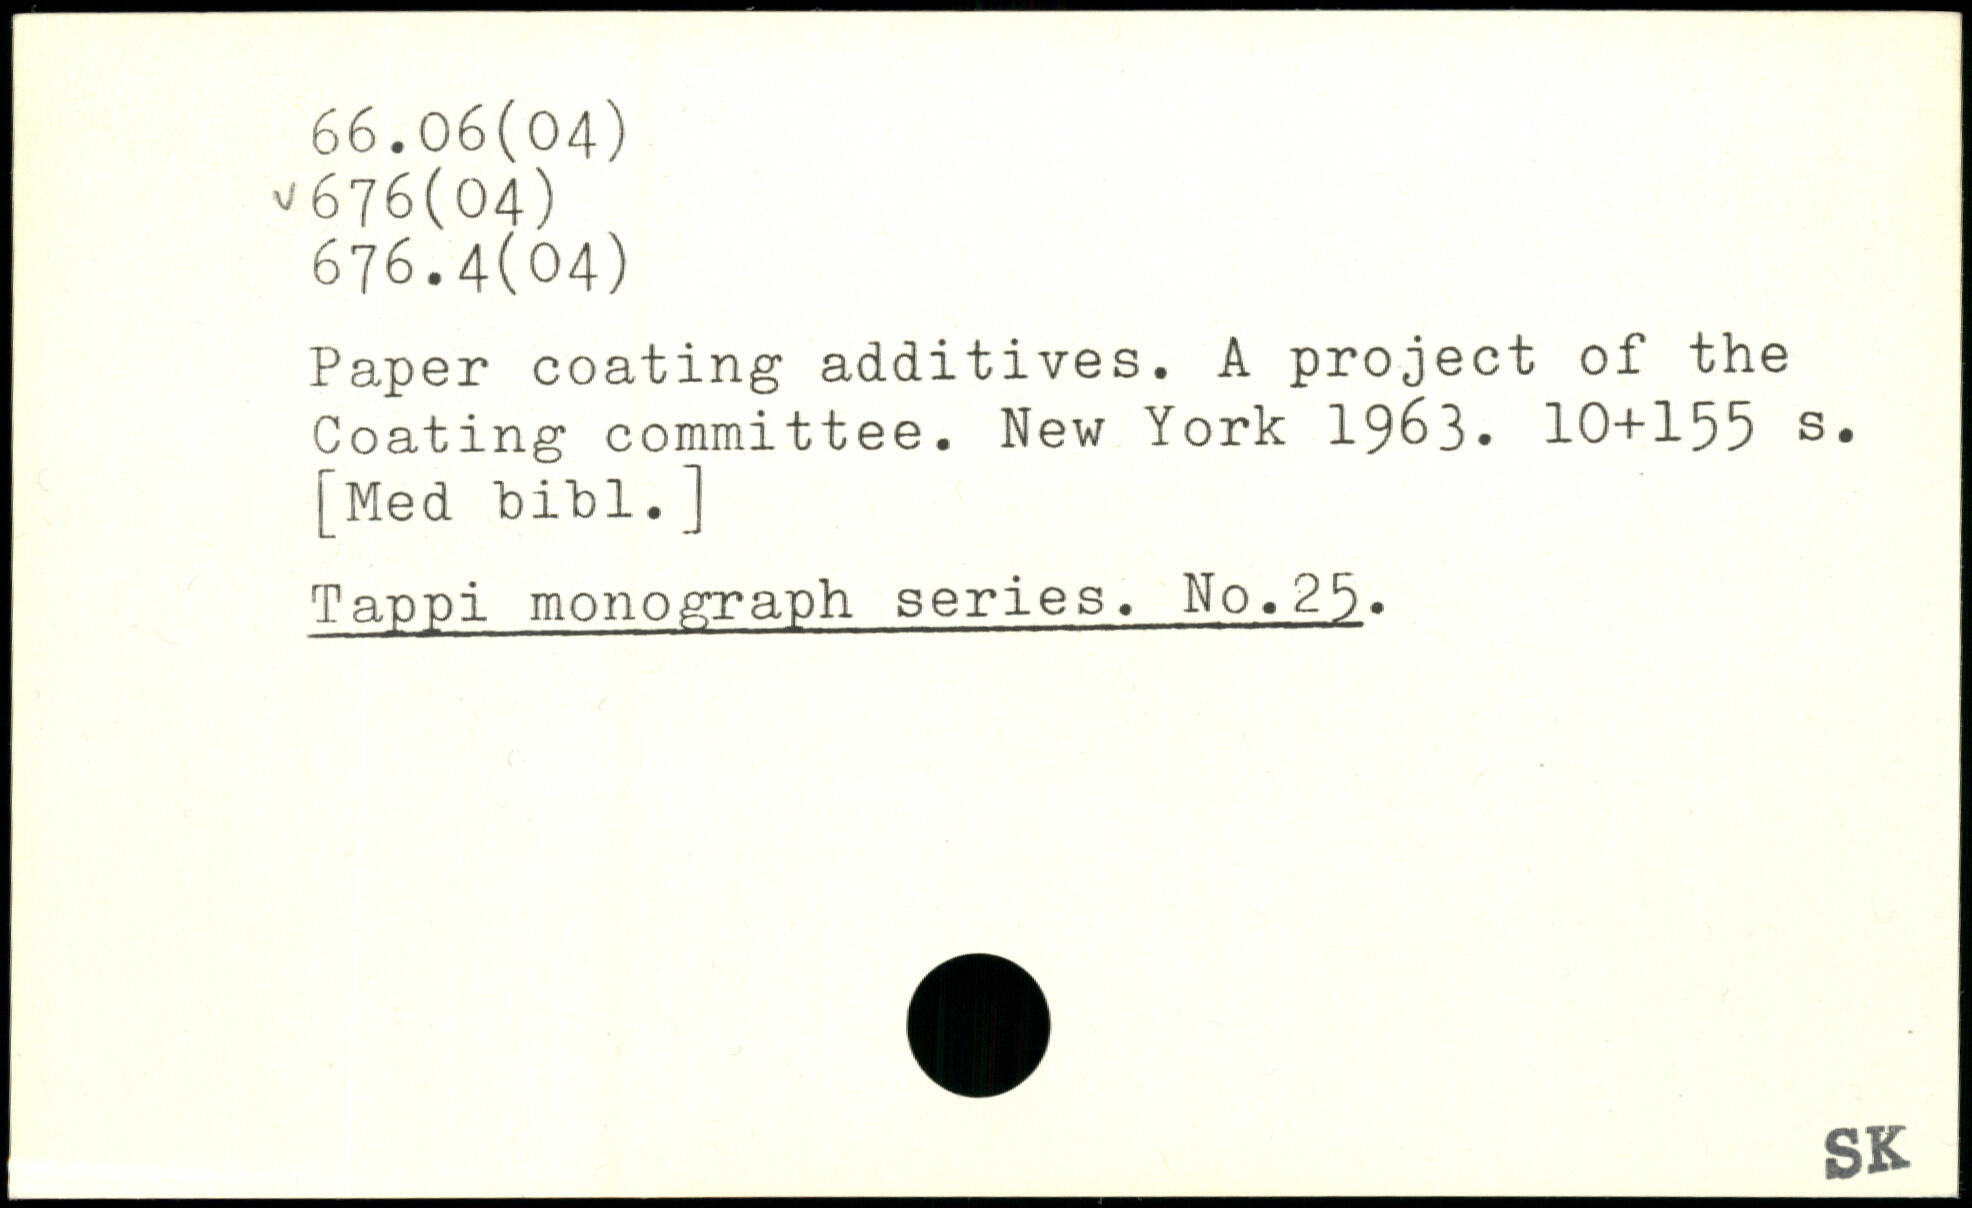 66.06(04)
✓676(04)
676.4(04)
Paper coating additives. A project of the
Coating committee. New York 1963. 10+155 s.
[Med bibl.]
Tappi monograph series. No.25.
SK